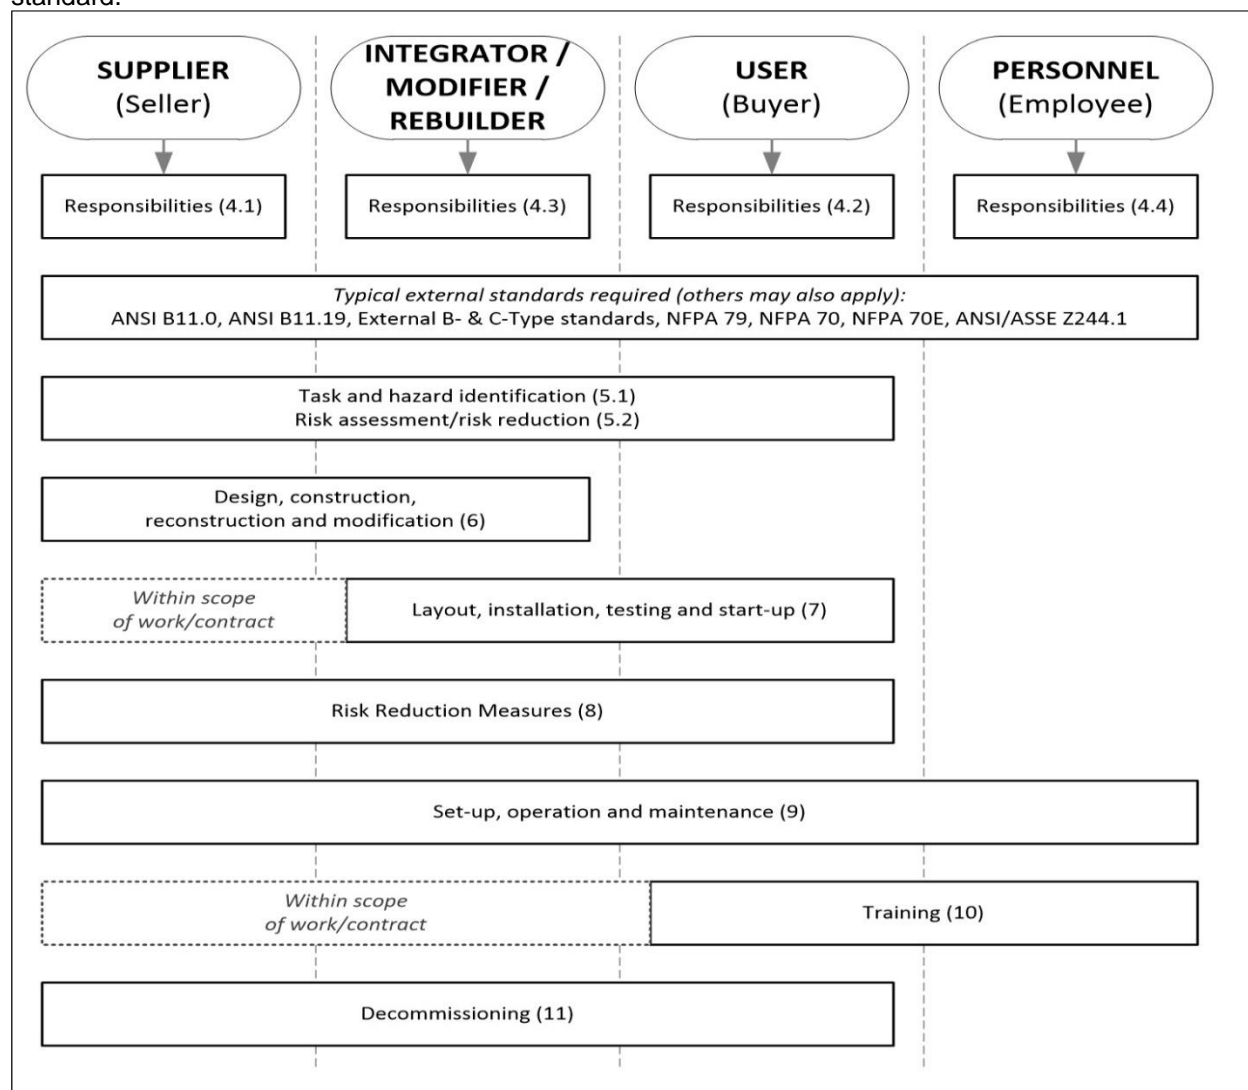 standard.
SUPPLIER
(Seller)
INTEGRATOR /
MODIFIER /
REBUILDER
USER
(Buyer)
PERSONNEL
(Employee)
Responsibilities (4.1)
Responsibilities (4.3)
Responsibilities (4.2)
Responsibilities (4.4)
Typical external standards required (others may also apply):
ANSI B11.0, ANSI B11.19, External B- & C-Type standards, NFPA 79, NFPA 70, NFPA 70E, ANSI/ASSE Z244.1
Task and hazard identification (5.1)
Risk assessment/risk reduction (5.2)
Design, construction,
reconstruction and modification (6)
Within scope
of work/contract
Layout, installation, testing and start-up (7)
Risk Reduction Measures (8)
Set-up, operation and maintenance (9)
Within scope
of work/contract
Training (10)
Decommissioning (11)